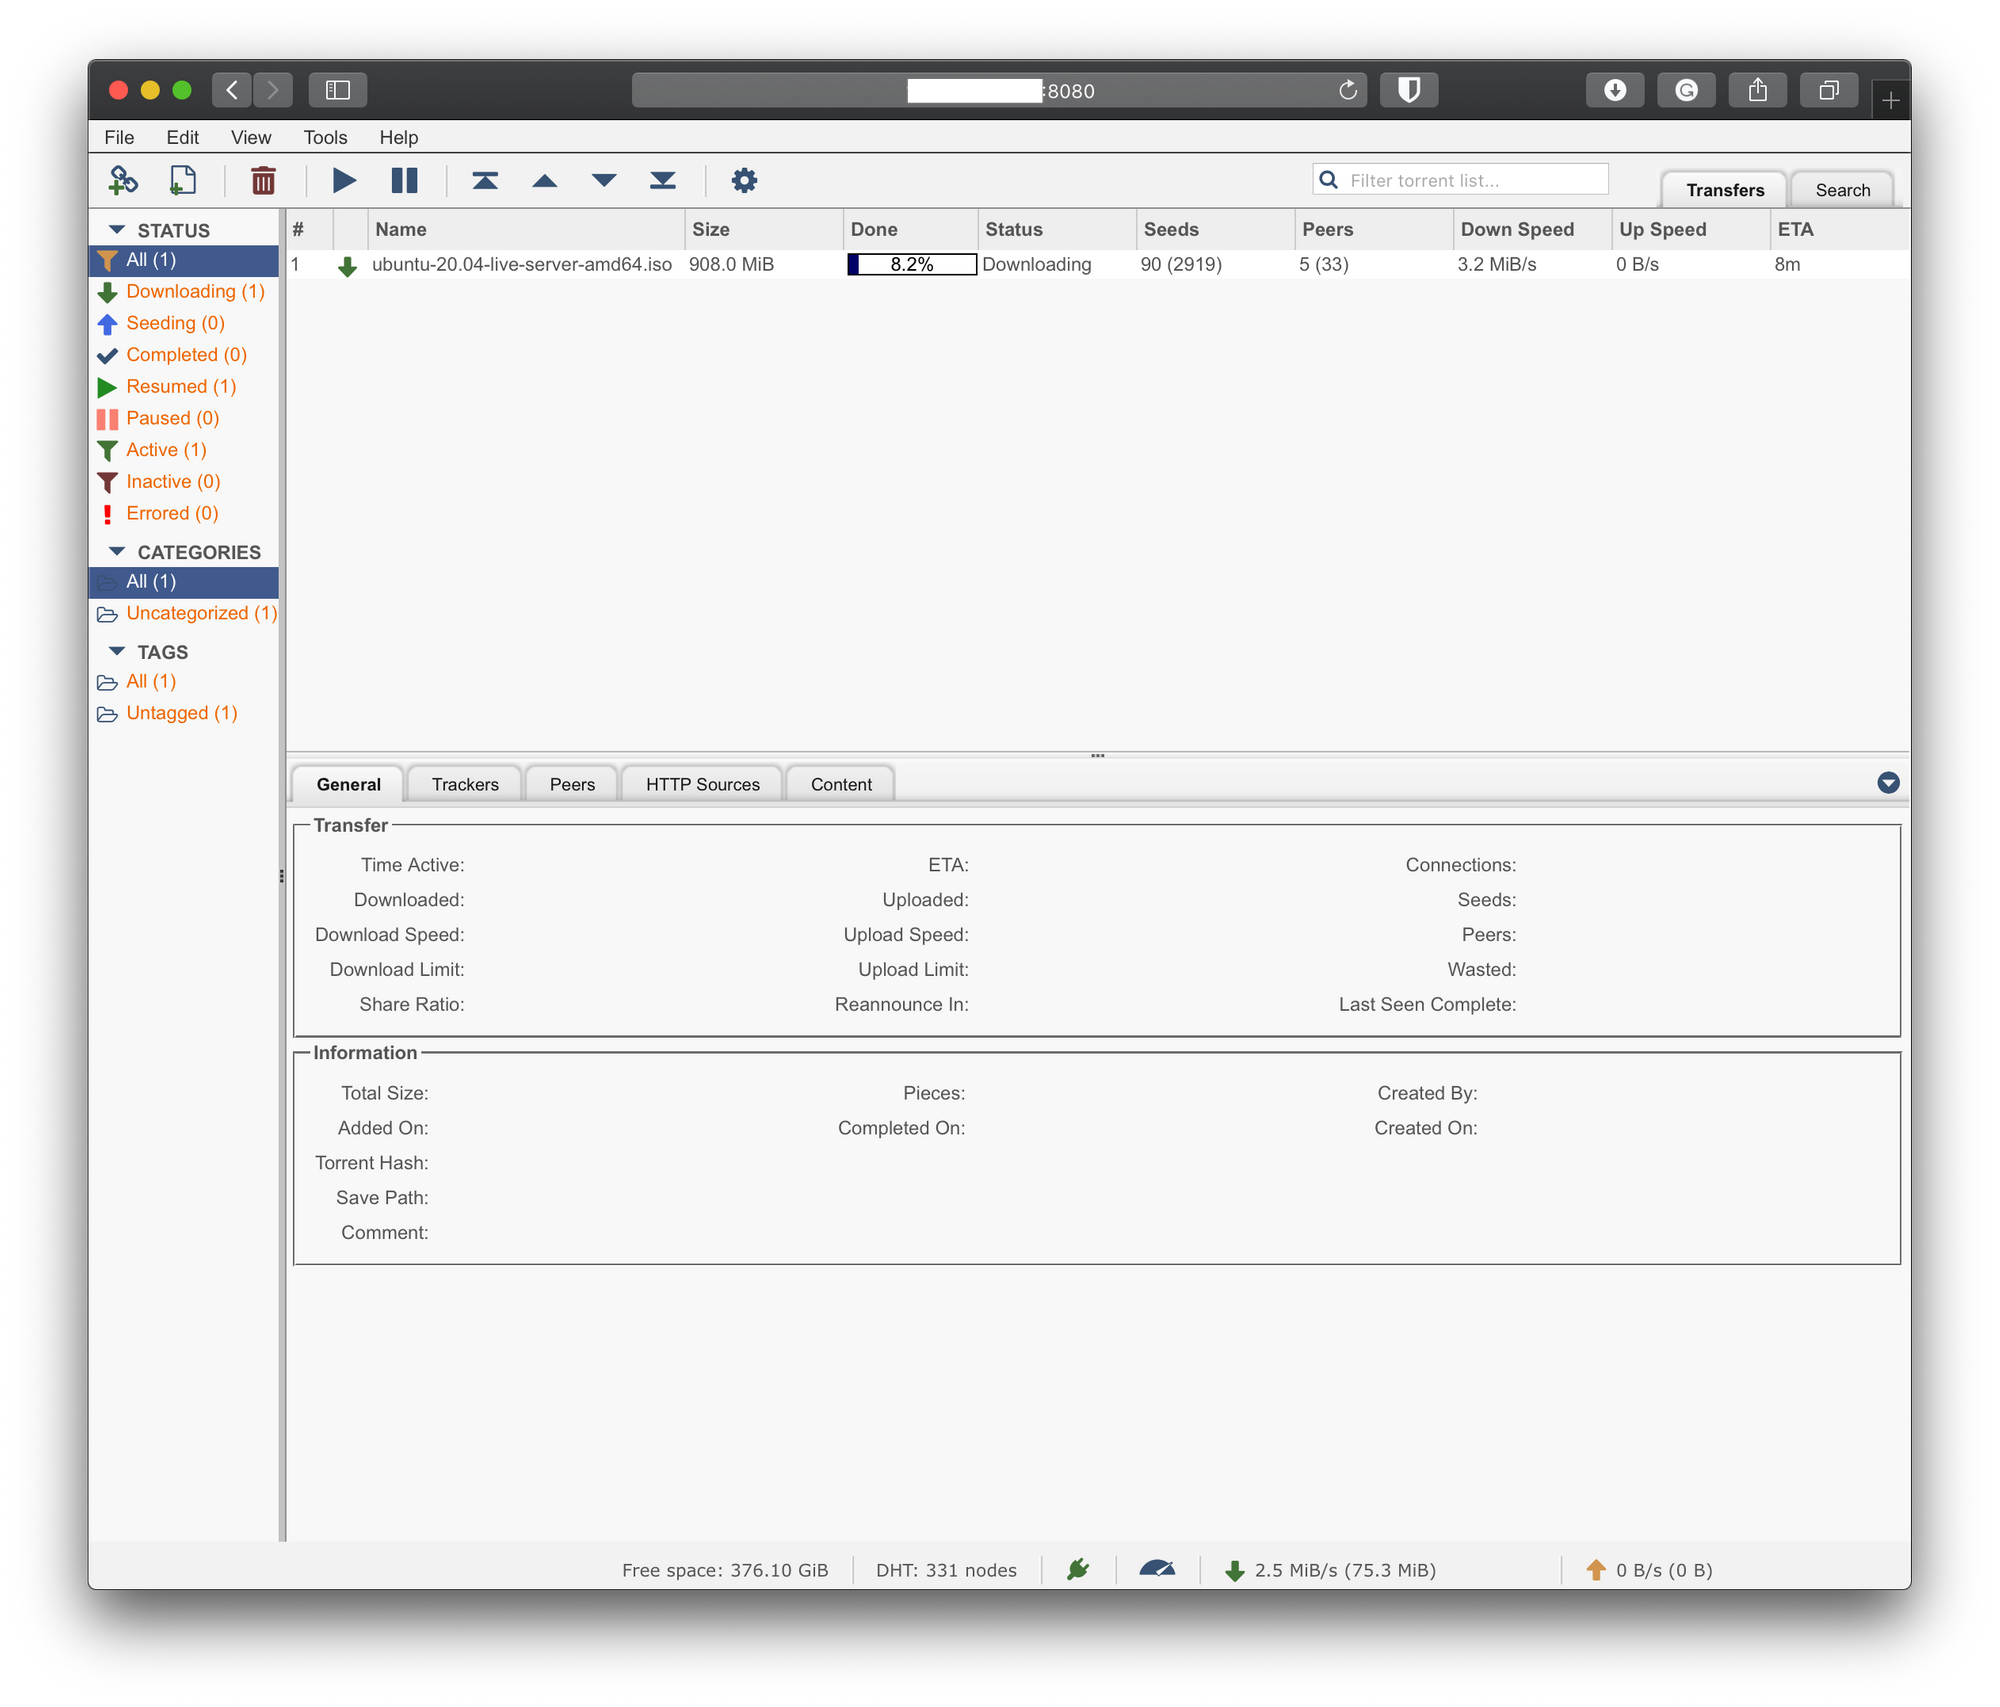 :8080
File Edit View Tools Help
Filter torrent list... Transfers Search
STATUS
All (1)
Downloading (1)
Seeding (0)
Completed (0)
Resumed (1)
Paused (0)
Active (1)
Inactive (0)
Errored (0)
CATEGORIES
All (1)
Uncategorized (1)
TAGS
All (1)
Untagged (1)
# Name Size Done Status Seeds Peers Down Speed Up Speed ETA
1 ubuntu-20.04-live-server-amd64.iso 908.0 MiB 8.2% Downloading 90 (2919) 5 (33) 3.2 MiB/s 0 B/s 8m
General Trackers Peers HTTP Sources Content
Transfer
Time Active: ETA: Connections:
Downloaded: Uploaded: Seeds:
Download Speed: Upload Speed: Peers:
Download Limit: Upload Limit: Wasted:
Share Ratio: Reannounce In: Last Seen Complete:
Information
Total Size: Pieces: Created By:
Added On: Completed On: Created On:
Torrent Hash:
Save Path:
Comment:
Free space: 376.10 GiB DHT: 331 nodes 2.5 MiB/s (75.3 MiB) 0 B/s (0 B)